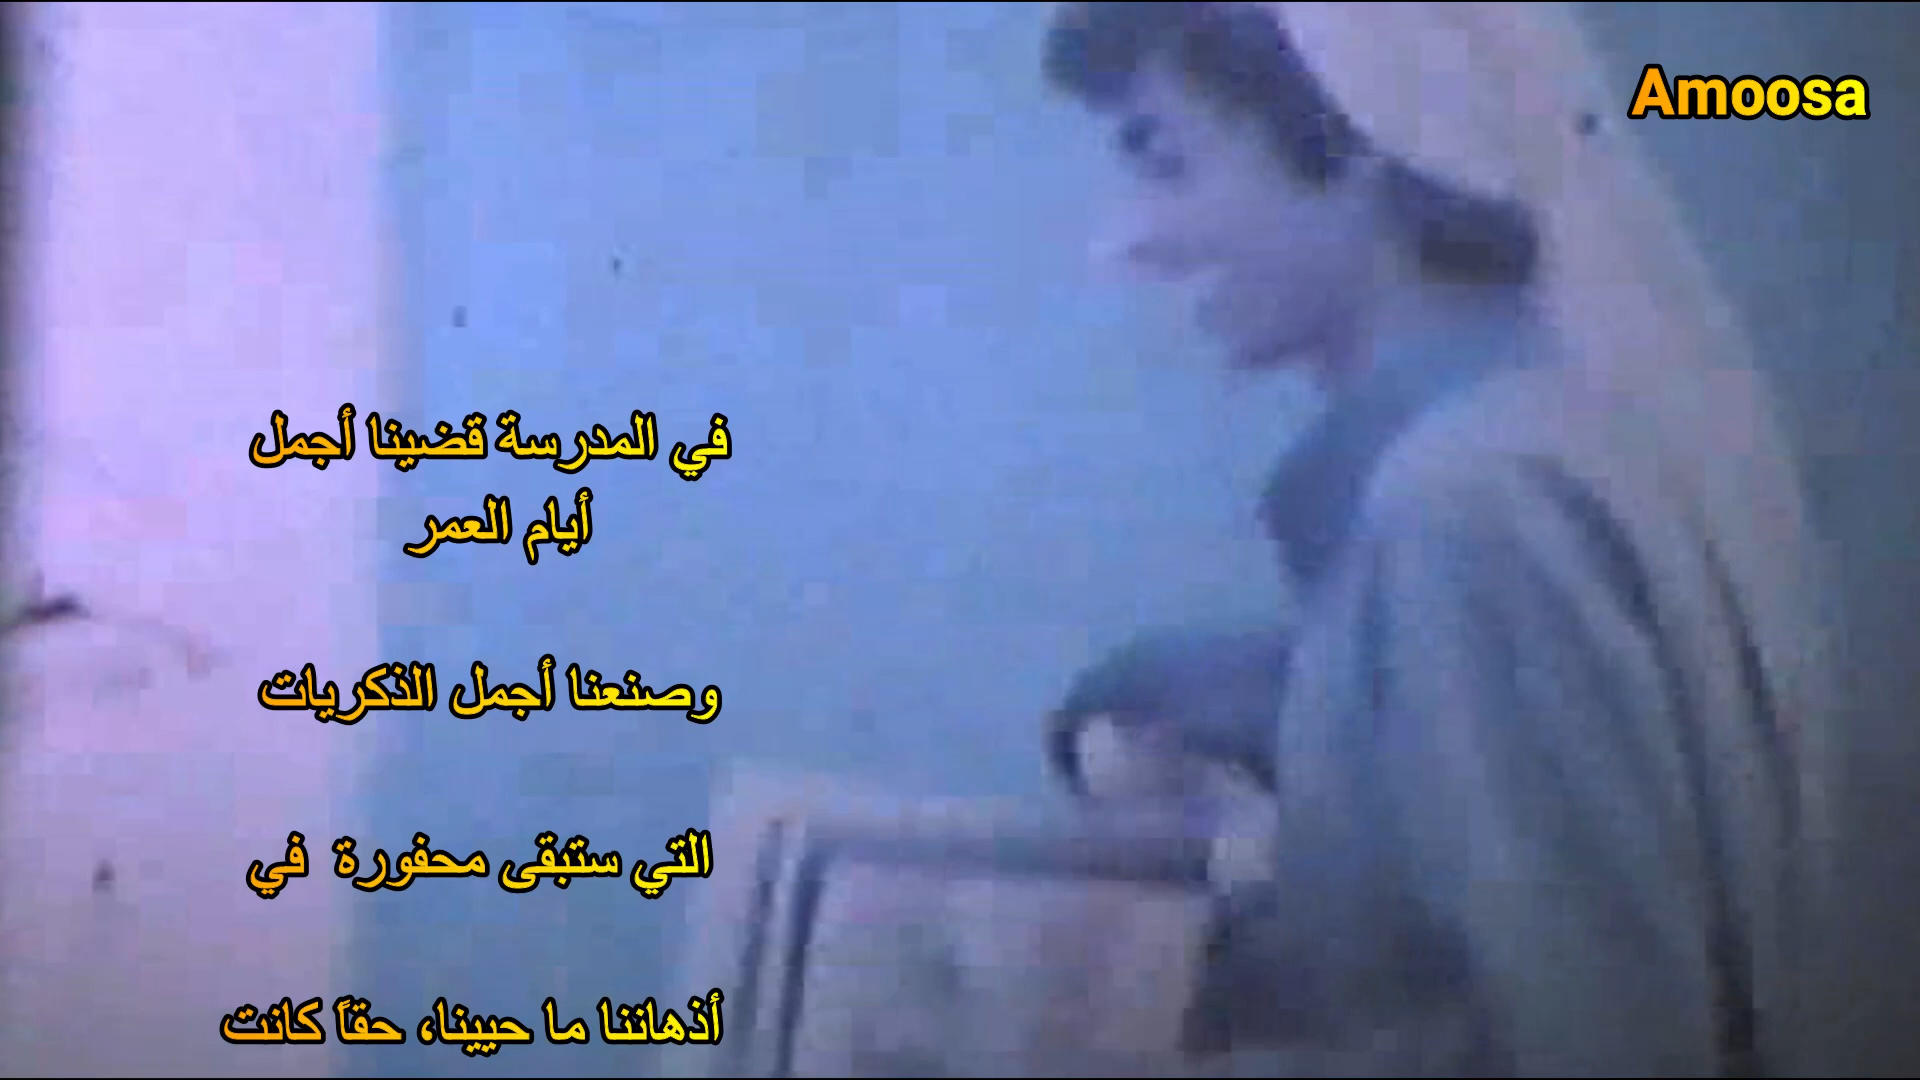 Amoosa
في المدرسة قضينا أجمل
أيام العمر
وصنعنا أجمل الذكريات
التي ستبقى محفورة  في
أذهاننا ما حيينا، حقاً كانت